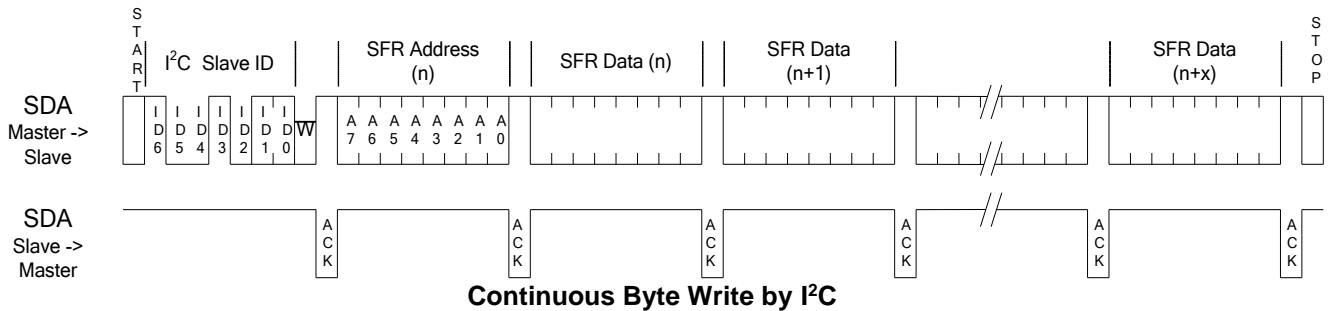 START
I²C Slave ID
SFR Address
(n)
SFR Data (n)
SFR Data
(n+1)
SFR Data
(n+x)
STOP
SDA
Master ->
Slave
ID6 ID5 ID4 ID3 ID2 ID1 ID0 W̅ A7 A6 A5 A4 A3 A2 A1 A0
SDA
Slave ->
Master
ACK ACK ACK ACK ACK ACK
Continuous Byte Write by I²C